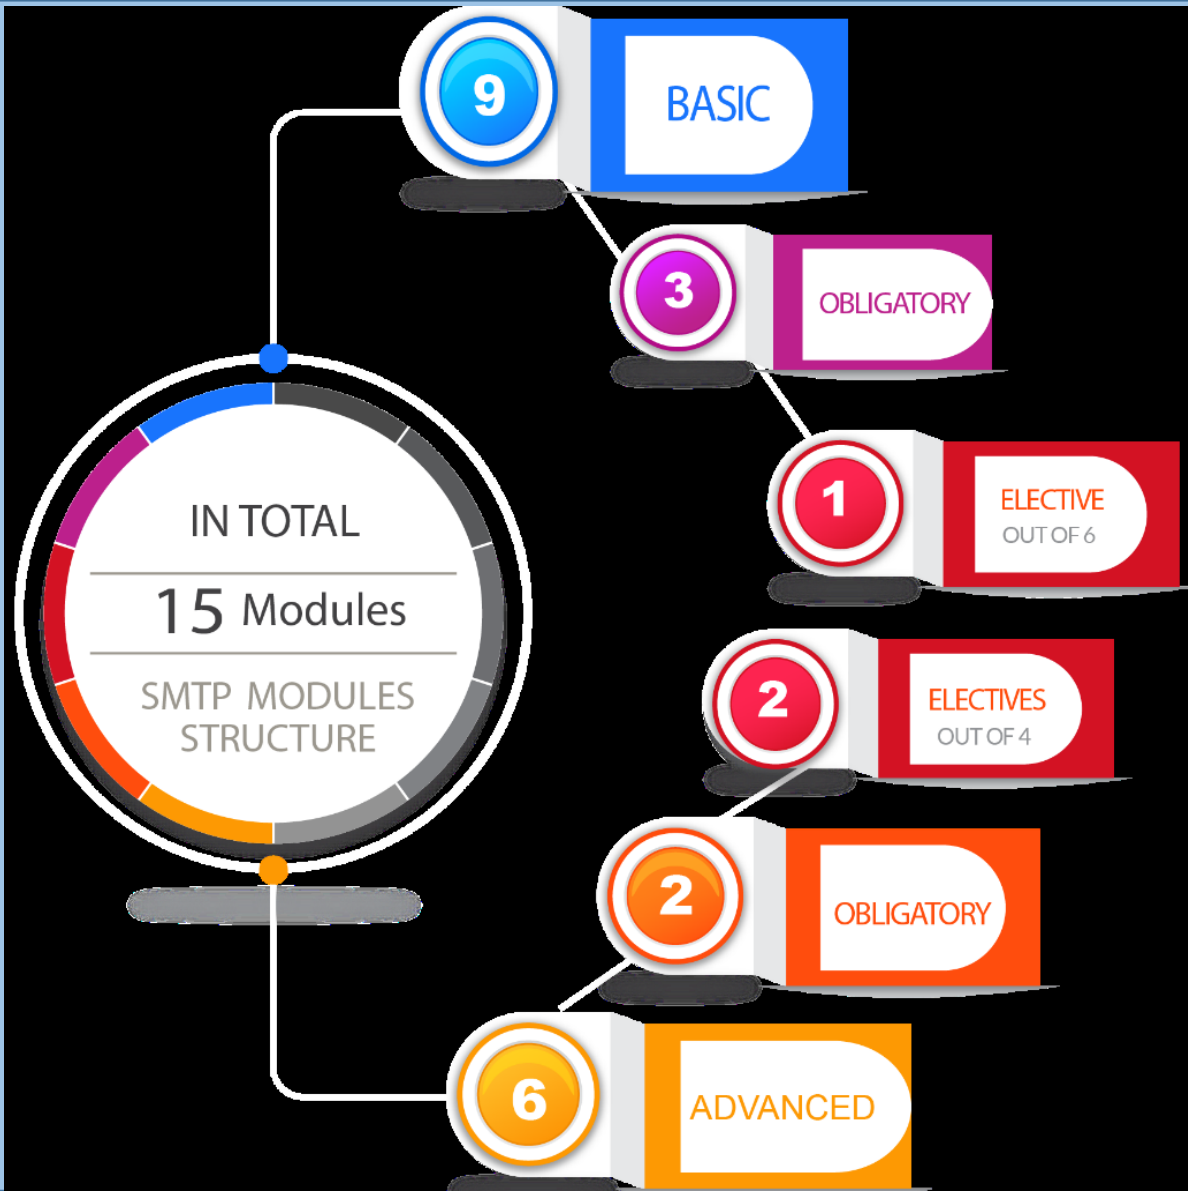 9
BASIC
3
OBLIGATORY
1
ELECTIVE
OUT OF 6
IN TOTAL
15 Modules
SMTP MODULES
STRUCTURE
2
ELECTIVES
OUT OF 4
2
OBLIGATORY
6
ADVANCED